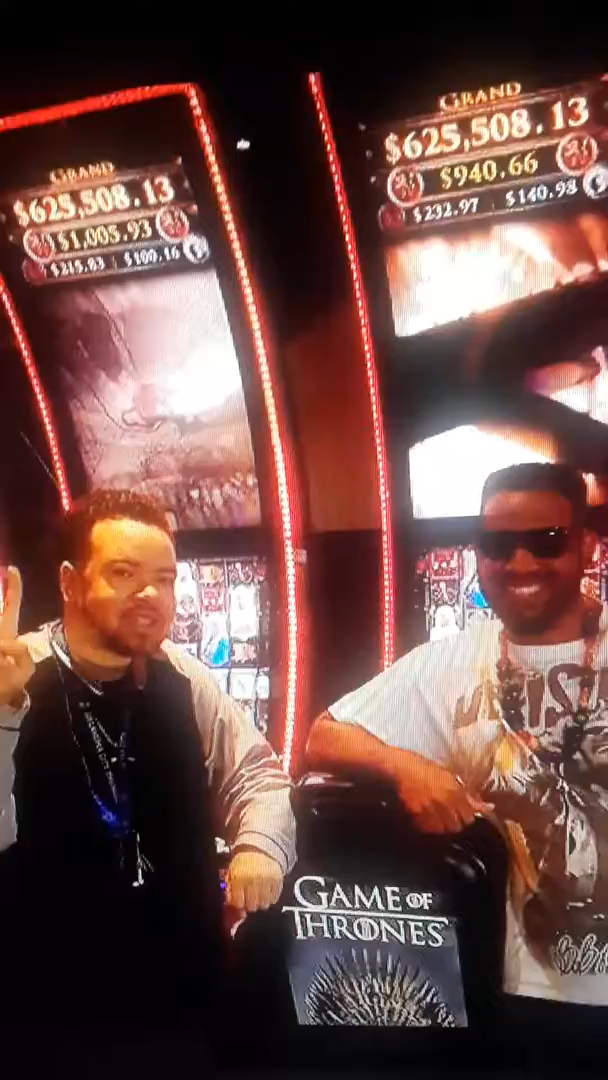 GRAND
$625,508.13
$1,005.93
$215.83 | $100.16
GRAND
$625,508.13
$940.66
$232.97 | $140.98
GAME OF
THRONES